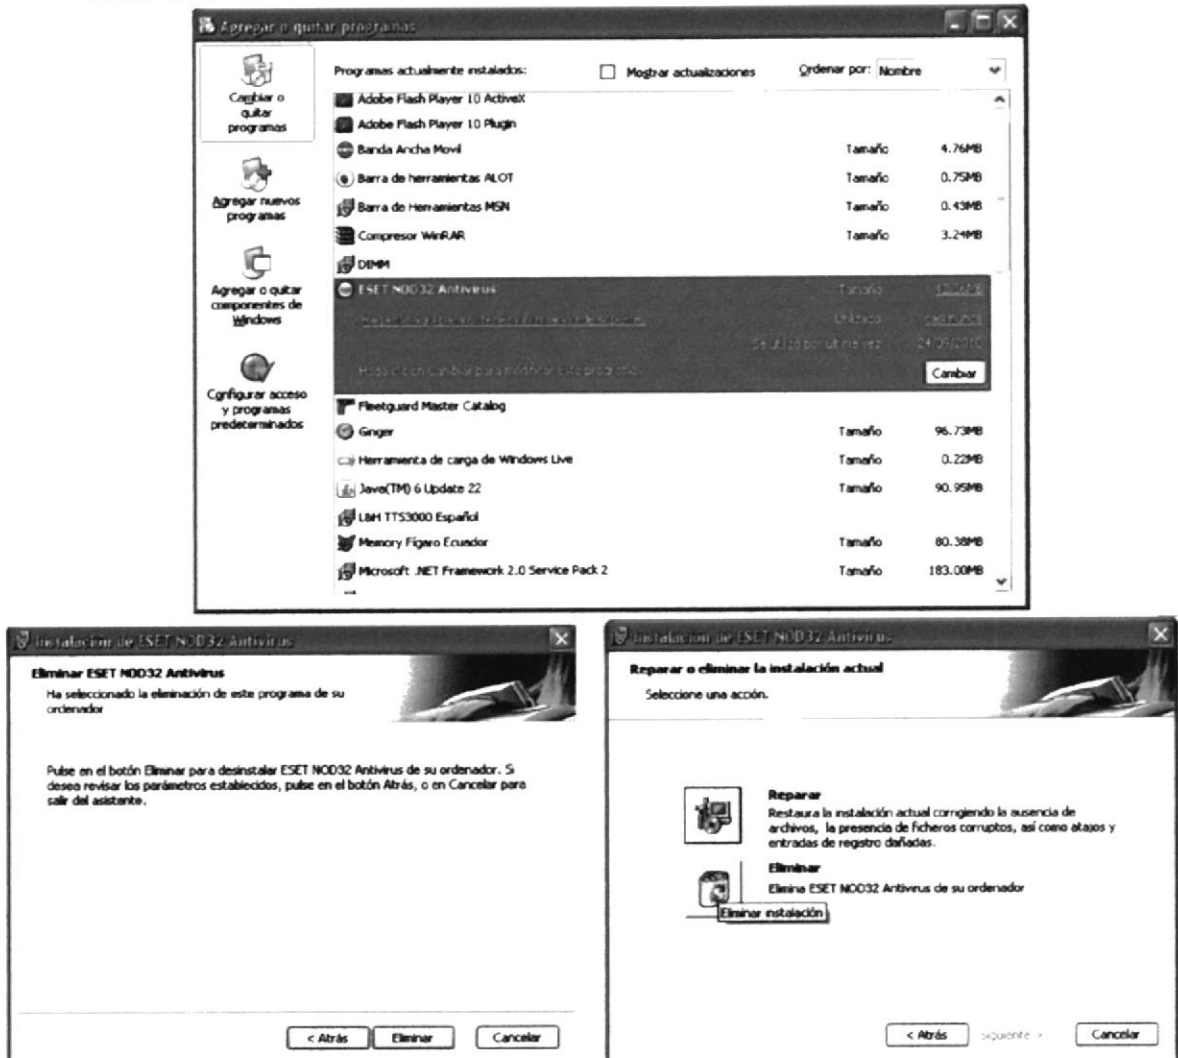 Agregar o quitar programas
Cambiar o
quitar
programas
Agregar nuevos
programas
Agregar o quitar
componentes de
Windows
Configurar acceso
y programas
predeterminados
Programas actualmente instalados: Mostrar actualizaciones Ordenar por: Nombre
Adobe Flash Player 10 ActiveX
Adobe Flash Player 10 Plugin
Banda Ancha Movil Tamaño 4.76MB
Barra de herramientas ALOT Tamaño 0.75MB
Barra de Herramientas MSN Tamaño 0.43MB
Compresor WinRAR Tamaño 3.24MB
DIMM
ESET NOD32 Antivirus Tamaño
Utilizado
Se utilizó por última vez 24/09/2010
Haga clic en Cambiar para modificar este programa. Cambiar
Fleetguard Master Catalog
Ginger Tamaño 96.73MB
Herramienta de carga de Windows Live Tamaño 0.22MB
Java(TM) 6 Update 22 Tamaño 90.95MB
L&H TTS3000 Español
Memory Fígaro Ecuador Tamaño 80.38MB
Microsoft .NET Framework 2.0 Service Pack 2 Tamaño 183.00MB
Instalación de ESET NOD32 Antivirus
Eliminar ESET NOD32 Antivirus
Ha seleccionado la eliminación de este programa de su
ordenador
Pulse en el botón Eliminar para desinstalar ESET NOD32 Antivirus de su ordenador. Si
desea revisar los parámetros establecidos, pulse en el botón Atrás, o en Cancelar para
salir del asistente.
< Atrás Eliminar Cancelar
Instalación de ESET NOD32 Antivirus
Reparar o eliminar la instalación actual
Seleccione una acción.
Reparar
Restaura la instalación actual corrigiendo la ausencia de
archivos, la presencia de ficheros corruptos, así como atajos y
entradas de registro dañadas.
Eliminar
Elimina ESET NOD32 Antivirus de su ordenador
Eliminar instalación
< Atrás Siguiente > Cancelar